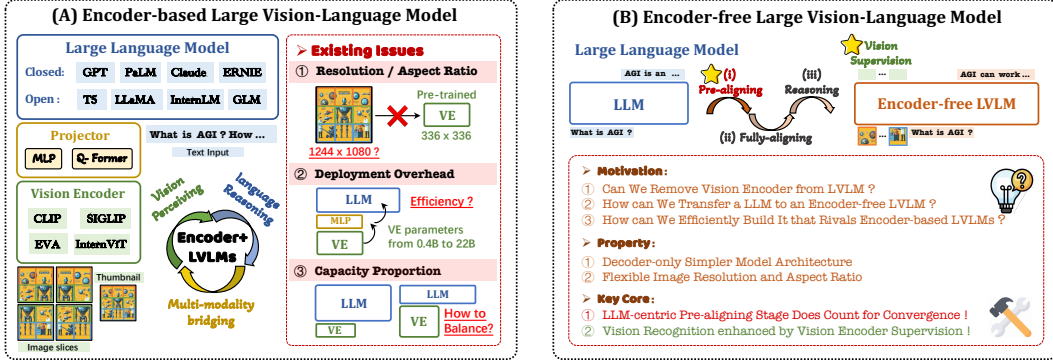 (A) Encoder-based Large Vision-Language Model
Large Language Model
Closed: GPT PaLM Claude ERNIE
Open : T5 LLaMA InternLM GLM
Projector
MLP Q- Former
What is AGI ? How ...
Text Input
Vision Encoder
CLIP SIGLIP
EVA InternViT
Vision Perceiving
language Reasoning
Encoder+
LVLMs
Multi-modality
bridging
Thumbnail
Image slices
➢ Existing Issues
① Resolution / Aspect Ratio
Pre-trained
VE
336 x 336
1244 x 1080 ?
② Deployment Overhead
LLM
Efficiency ?
MLP
VE
VE parameters
from 0.4B to 22B
③ Capacity Proportion
LLM
VE
LLM
VE
How to
Balance?
(B) Encoder-free Large Vision-Language Model
Large Language Model
Vision
Supervision
... ...
AGI is an ...
(i)
Pre-aligning
(iii)
Reasoning
AGI can work ...
LLM
Encoder-free LVLM
(ii) Fully-aligning
What is AGI ?
... What is AGI ?
➢ Motivation:
① Can We Remove Vision Encoder from LVLM ?
② How can We Transfer a LLM to an Encoder-free LVLM ?
③ How can We Efficiently Build It that Rivals Encoder-based LVLMs ?
➢ Property:
① Decoder-only Simpler Model Architecture
② Flexible Image Resolution and Aspect Ratio
➢ Key Core:
① LLM-centric Pre-aligning Stage Does Count for Convergence !
② Vision Recognition enhanced by Vision Encoder Supervision !